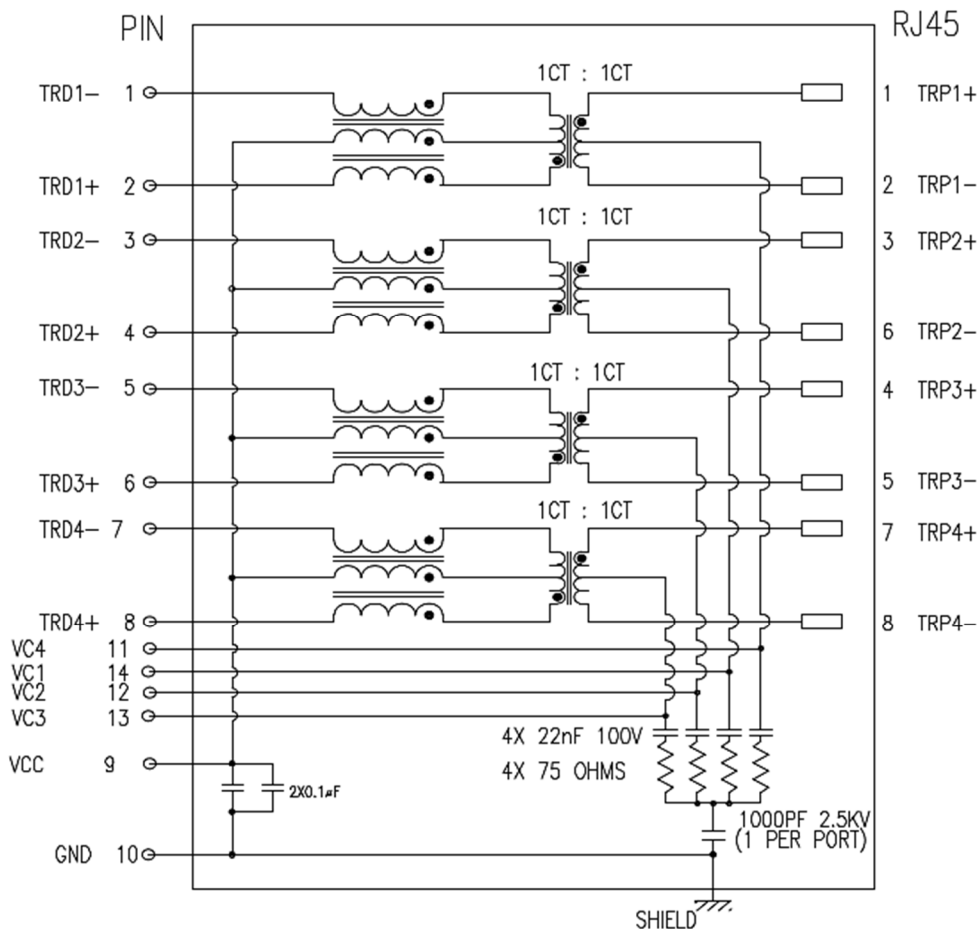 PIN RJ45
1CT : 1CT
TRD1- 1 1 TRP1+
TRD1+ 2 2 TRP1-
1CT : 1CT
TRD2- 3 3 TRP2+
TRD2+ 4 6 TRP2-
1CT : 1CT
TRD3- 5 4 TRP3+
TRD3+ 6 5 TRP3-
1CT : 1CT
TRD4- 7 7 TRP4+
TRD4+ 8 8 TRP4-
VC4 11
VC1 14
VC2 12
VC3 13
4X 22nF 100V
VCC 9
4X 75 OHMS
2X0.1µF
1000PF 2.5KV
(1 PER PORT)
GND 10
SHIELD